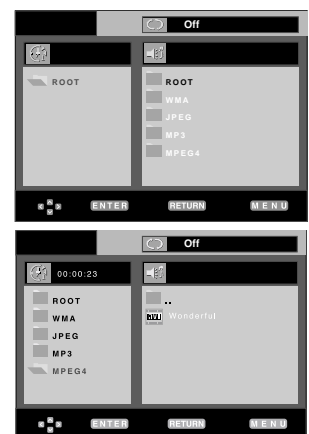 Off
ROOT
ROOT
WMA
JPEG
MP3
MPEG4
ENTER RETURN MENU
Off
00:00:23
ROOT
WMA
JPEG
MP3
MPEG4
..
Wonderful
ENTER RETURN MENU